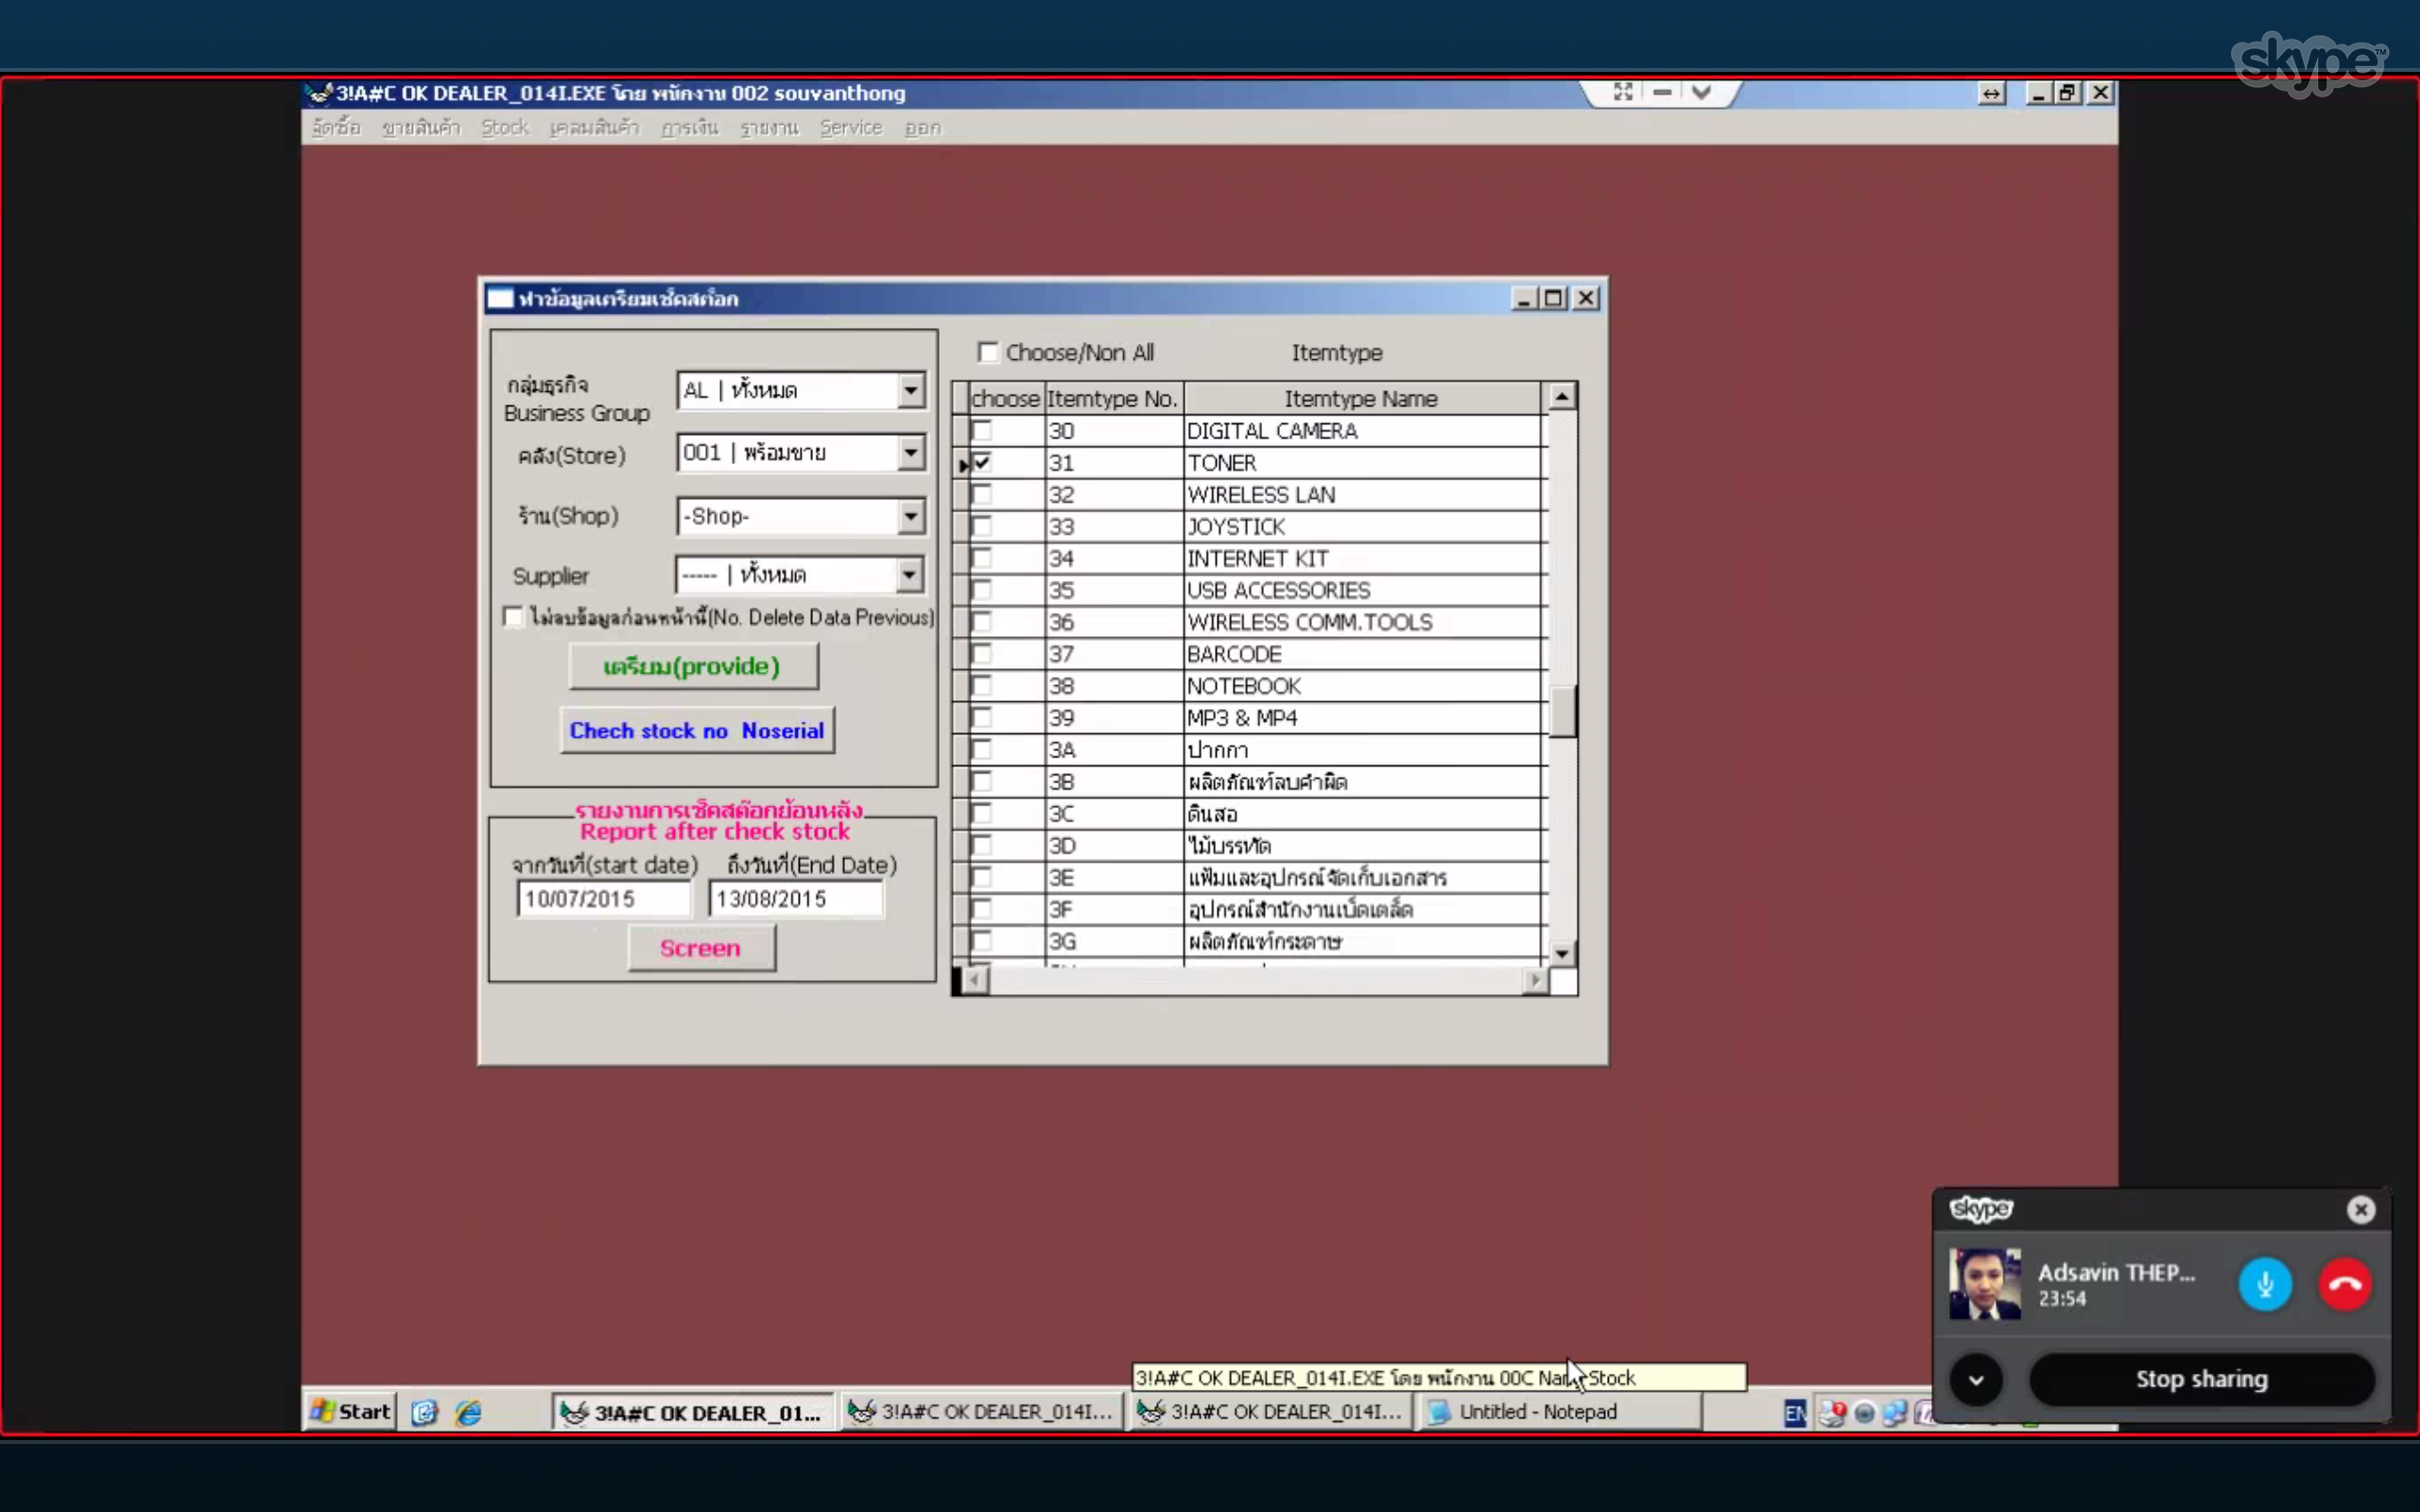 skype™
3!A#C OK DEALER_014I.EXE โดย พนักงาน 002 souvanthong
จัดซื้อ ขายสินค้า Stock เคลมสินค้า การเงิน รายงาน Service ออก
หาข้อมูลเตรียมเช็คสต๊อก
Choose/Non All Itemtype
กลุ่มธุรกิจ
Business Group
AL | ทั้งหมด
คลัง(Store)
001 | พร้อมขาย
ร้าน(Shop)
-Shop-
Supplier
----- | ทั้งหมด
ไม่ลบข้อมูลก่อนหน้านี้(No. Delete Data Previous)
เตรียม(provide)
Chech stock no Noserial
รายงานการเช็คสต๊อกย้อนหลัง
Report after check stock
จากวันที่(start date) ถึงวันที่(End Date)
10/07/2015 13/08/2015
Screen
choose Itemtype No. Itemtype Name
30 DIGITAL CAMERA
31 TONER
32 WIRELESS LAN
33 JOYSTICK
34 INTERNET KIT
35 USB ACCESSORIES
36 WIRELESS COMM.TOOLS
37 BARCODE
38 NOTEBOOK
39 MP3 & MP4
3A ปากกา
3B ผลิตภัณฑ์ลบคำผิด
3C ดินสอ
3D ไม้บรรทัด
3E แฟ้มและอุปกรณ์จัดเก็บเอกสาร
3F อุปกรณ์สำนักงานเบ็ดเตล็ด
3G ผลิตภัณฑ์กระดาษ
skype
Adsavin THEP...
23:54
Stop sharing
3!A#C OK DEALER_014I.EXE โดย พนักงาน 00C Stock
Start 3!A#C OK DEALER_01... 3!A#C OK DEALER_014I... 3!A#C OK DEALER_014I... Untitled - Notepad EN